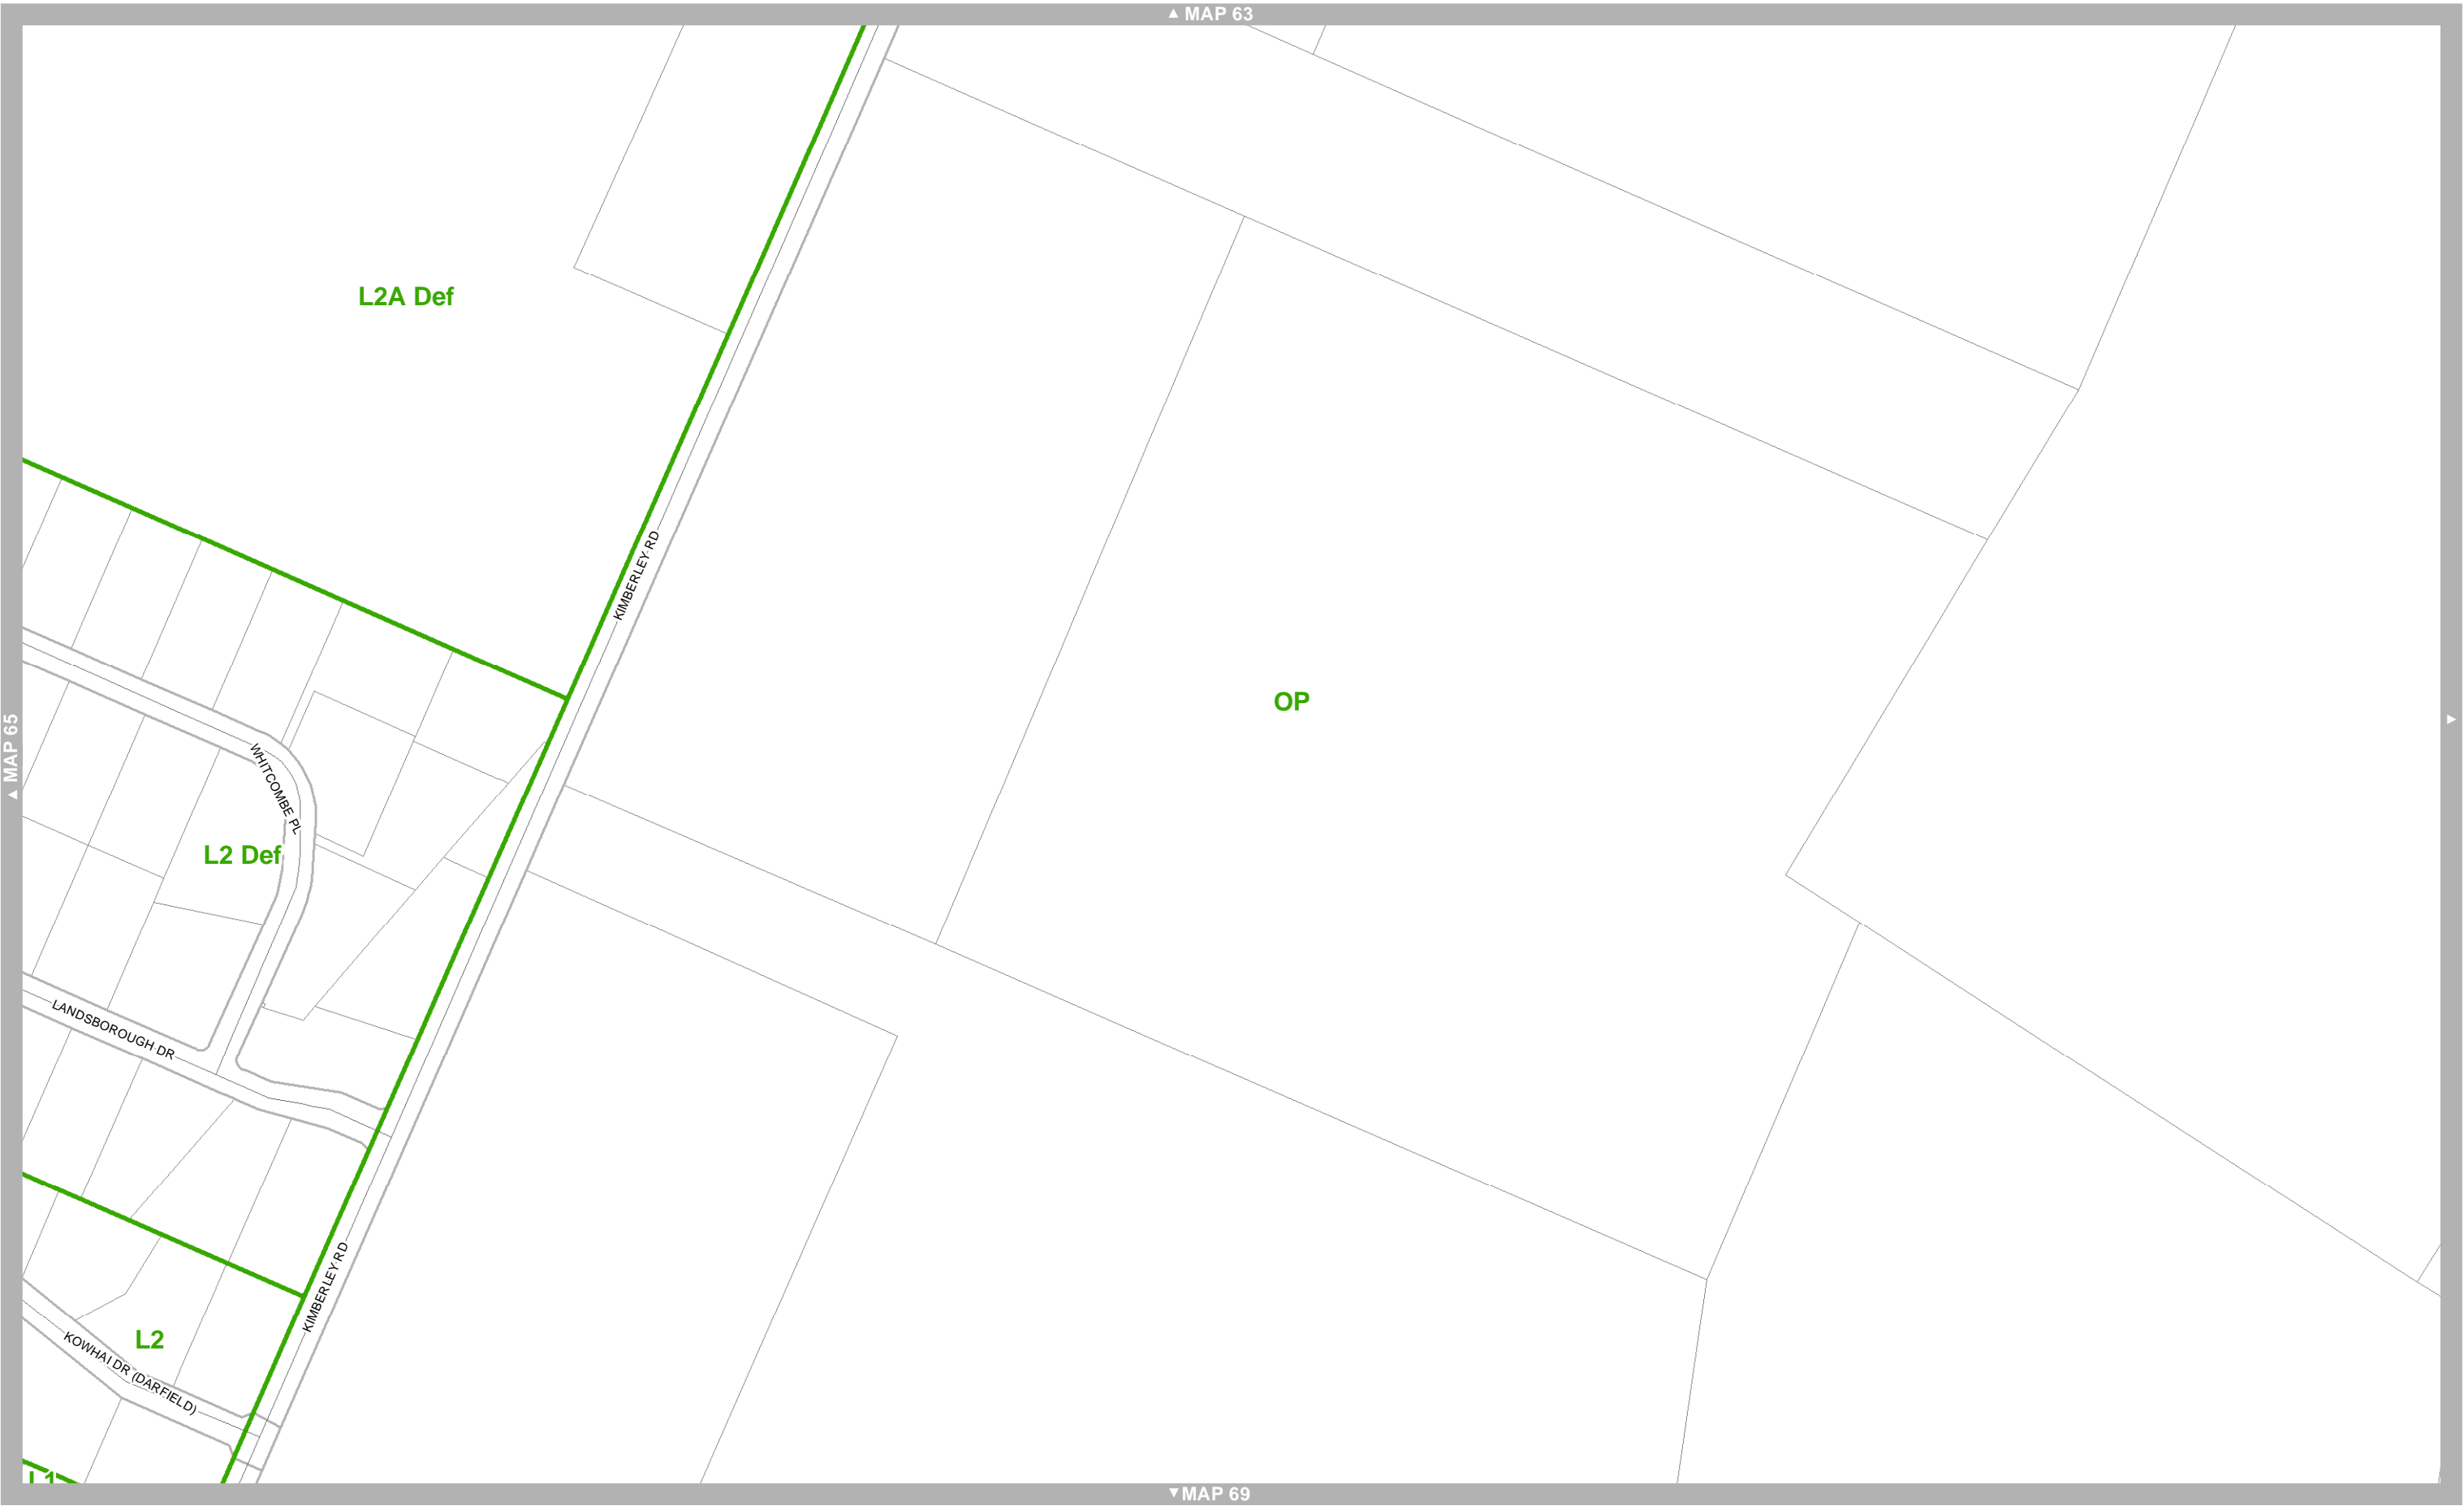 ▲ MAP 63
L2A Def
KIMBERLEY RD
OP
▲ MAP 65
WHITCOMBE PL
L2 Def
LANDSBOROUGH DR
KIMBERLEY RD
L2
KOWHAI DR (DARFIELD)
L1
▼ MAP 69